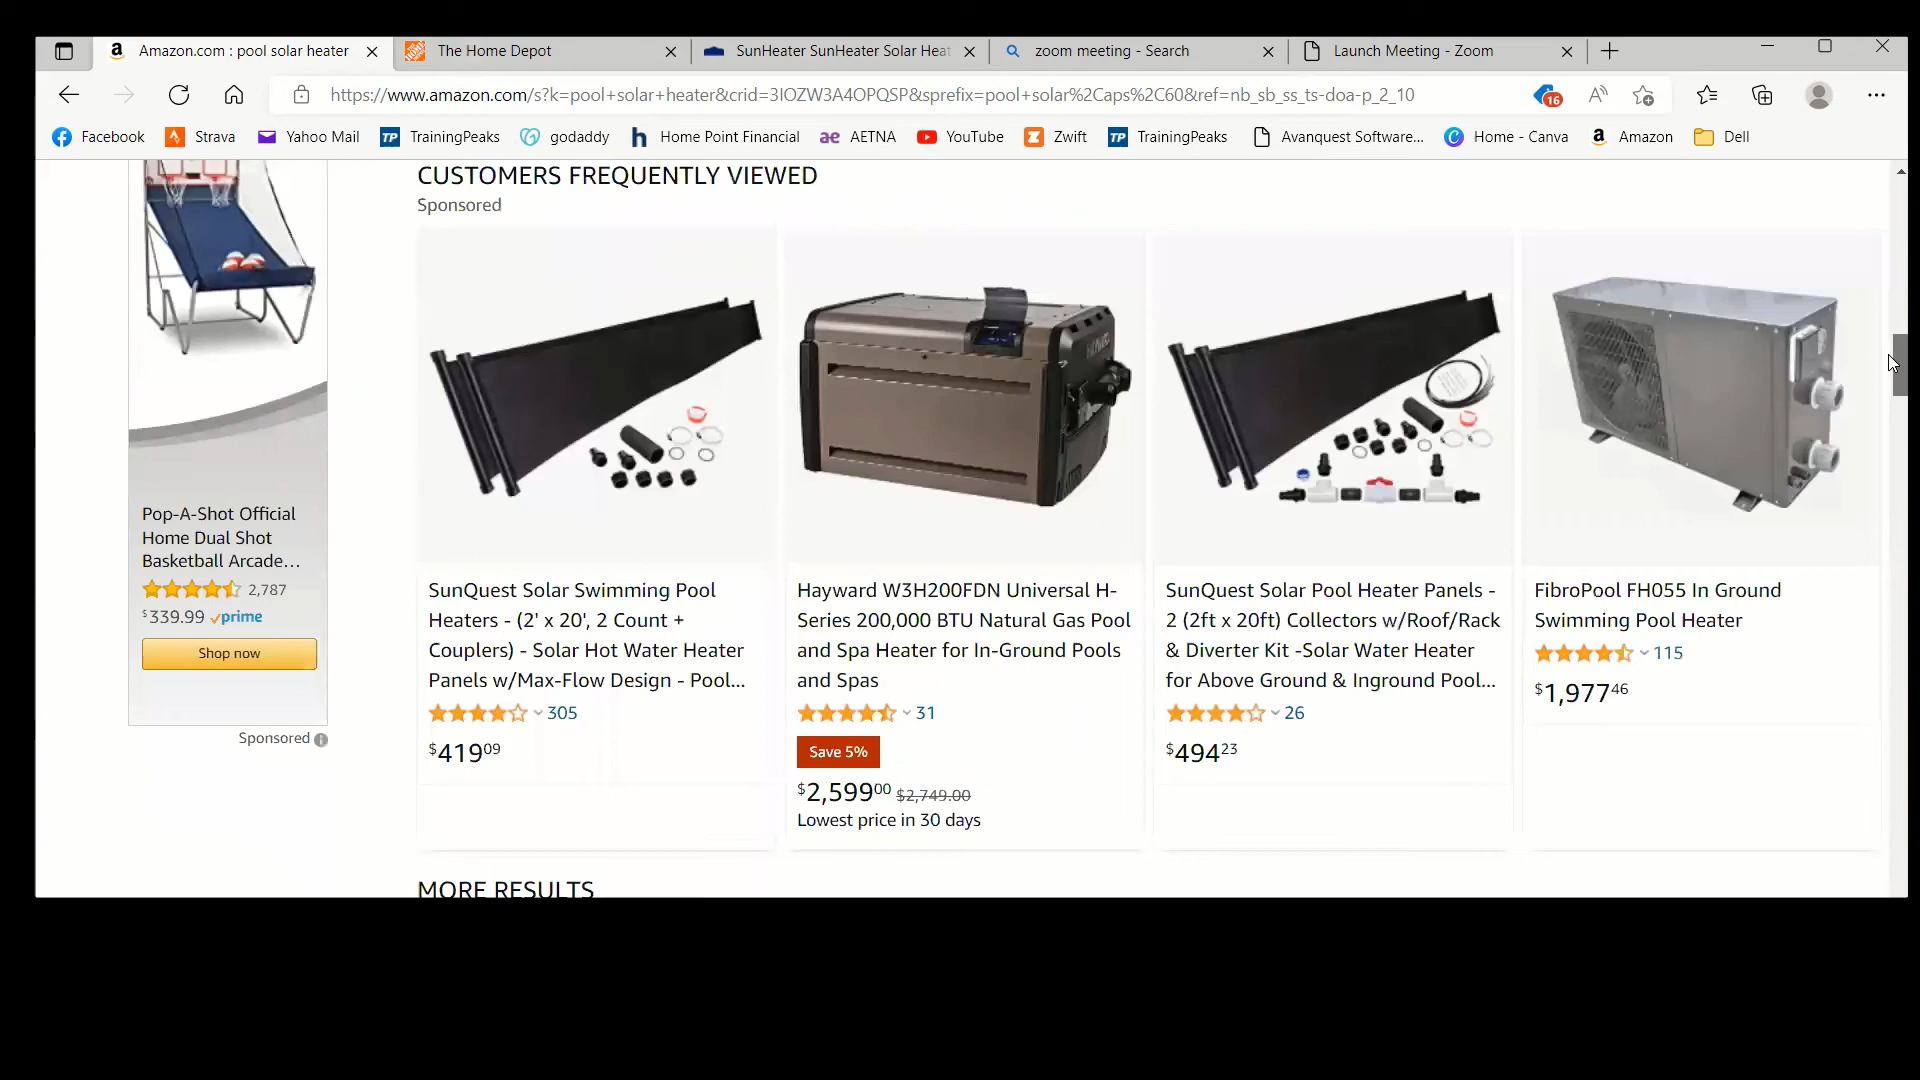 Amazon.com : pool solar heater
The Home Depot
SunHeater SunHeater Solar Heat
zoom meeting - Search
Launch Meeting - Zoom
https://www.amazon.com/s?k=pool+solar+heater&crid=3IOZW3A4OPQSP&sprefix=pool+solar%2Caps%2C60&ref=nb_sb_ss_ts-doa-p_2_10
16
Facebook
Strava
Yahoo Mail
TP TrainingPeaks
godaddy
h Home Point Financial
ae AETNA
YouTube
Z Zwift
TP TrainingPeaks
Avanquest Software...
C Home - Canva
a Amazon
Dell
Pop-A-Shot Official
Home Dual Shot
Basketball Arcade...
2,787
$339.99 prime
Shop now
Sponsored
CUSTOMERS FREQUENTLY VIEWED
Sponsored
SunQuest Solar Swimming Pool
Heaters - (2' x 20', 2 Count +
Couplers) - Solar Hot Water Heater
Panels w/Max-Flow Design - Pool...
305
$419.09
Hayward W3H200FDN Universal H-
Series 200,000 BTU Natural Gas Pool
and Spa Heater for In-Ground Pools
and Spas
31
Save 5%
$2,599.00 $2,749.00
Lowest price in 30 days
SunQuest Solar Pool Heater Panels -
2 (2ft x 20ft) Collectors w/Roof/Rack
& Diverter Kit -Solar Water Heater
for Above Ground & Inground Pool...
26
$494.23
FibroPool FH055 In Ground
Swimming Pool Heater
115
$1,977.46
MORE RESULTS